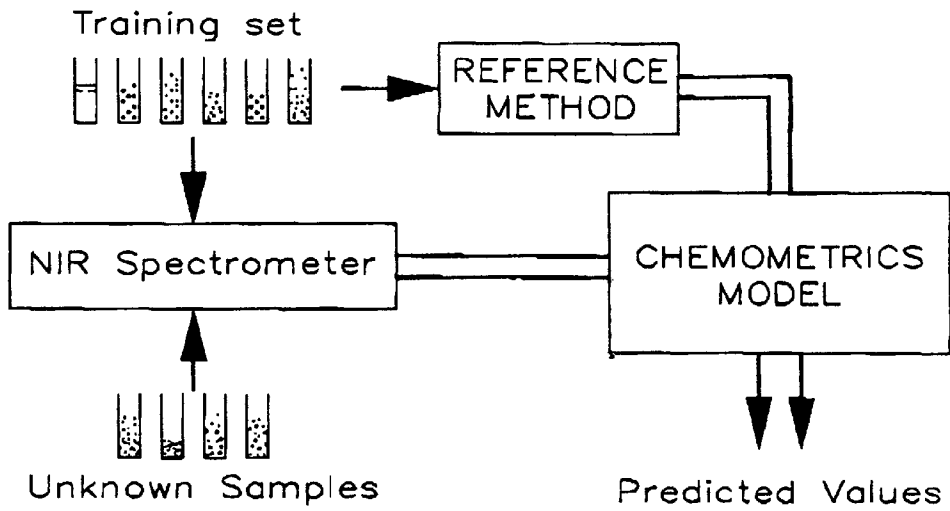 Training set
REFERENCE
METHOD
NIR Spectrometer
CHEMOMETRICS
MODEL
Unknown Samples
Predicted Values